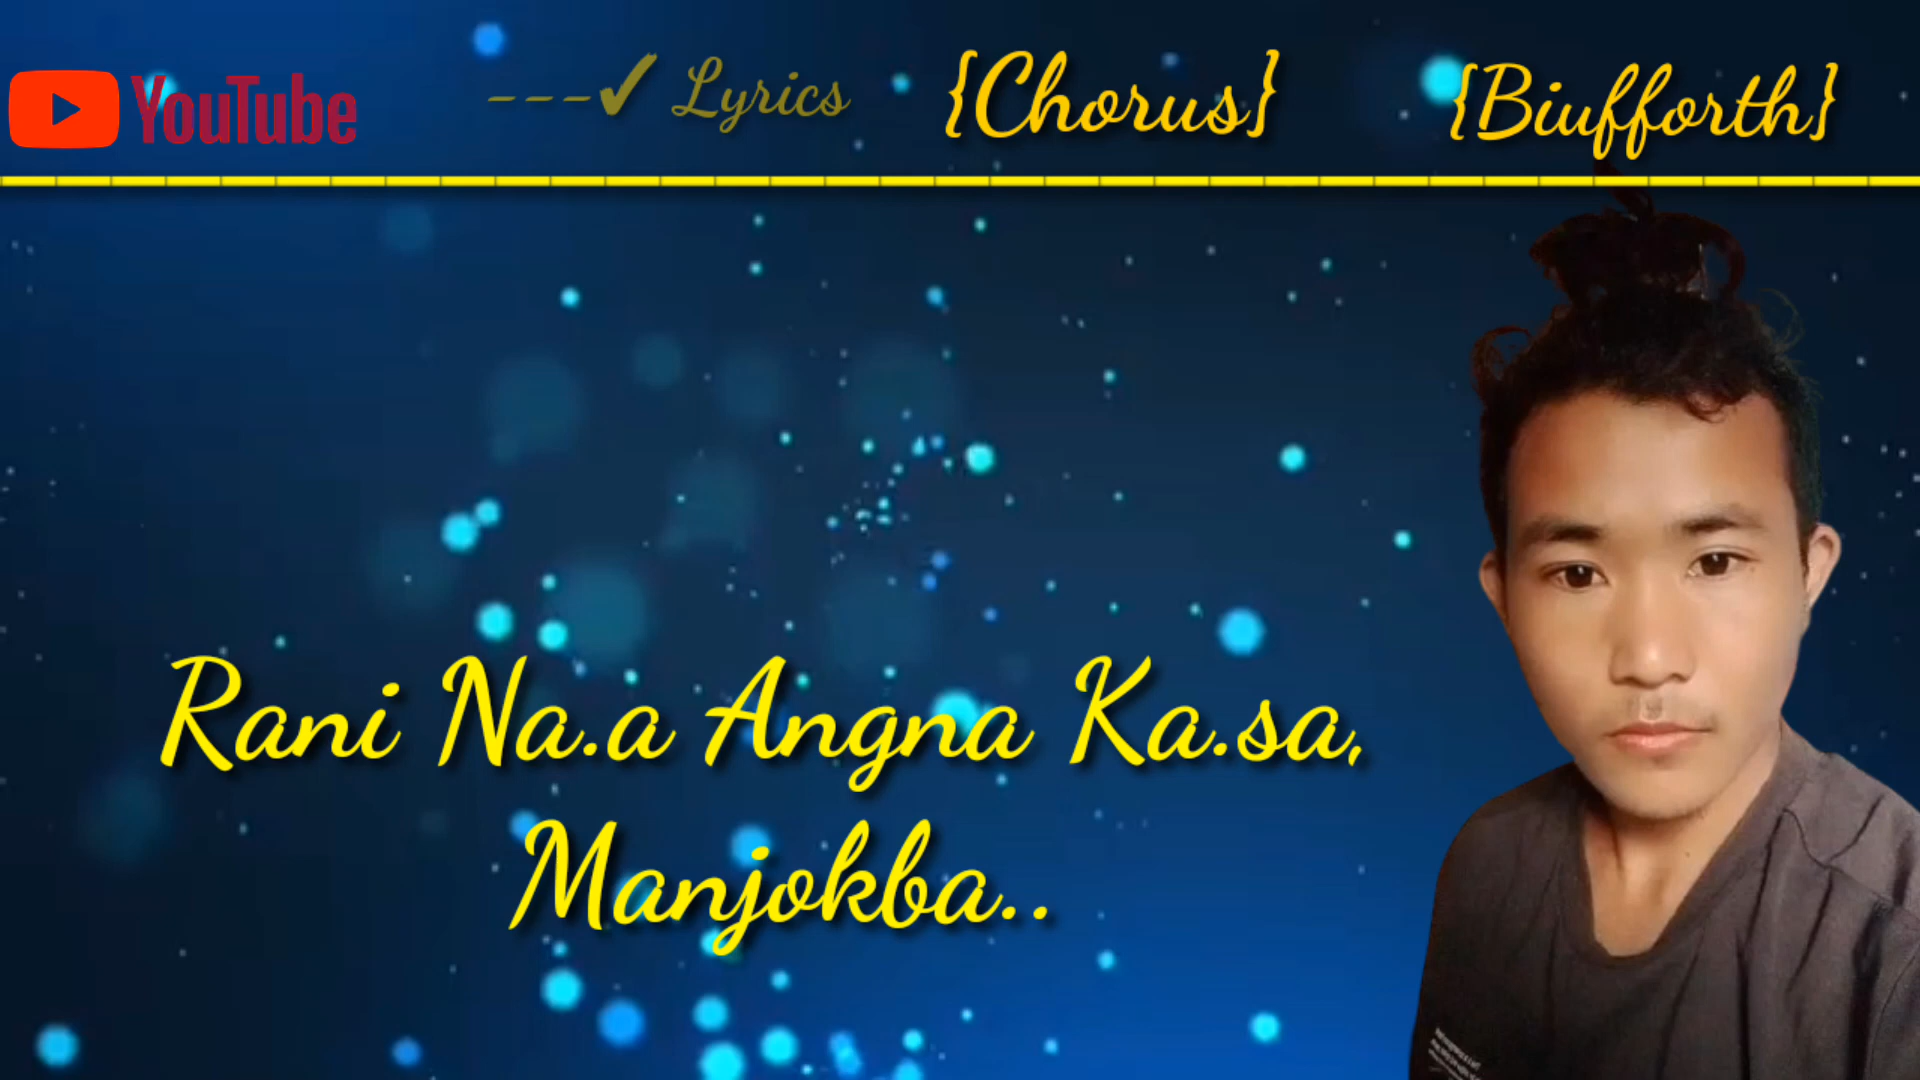 YouTube
---✓ Lyrics {Chorus} {Biufforth}
Rani Na.a Angna Ka.sa,
Manjokba..